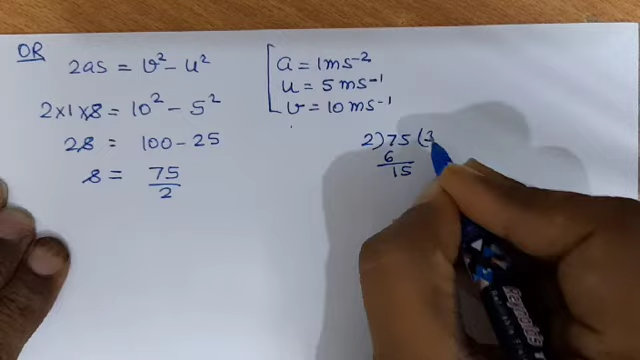 OR
2as = v² - u²
2×1×s = 10² - 5²
2s = 100 - 25
s = 75/2
a = 1ms⁻²
u = 5ms⁻¹
v = 10ms⁻¹
2)75(3
6
15
Reynolds